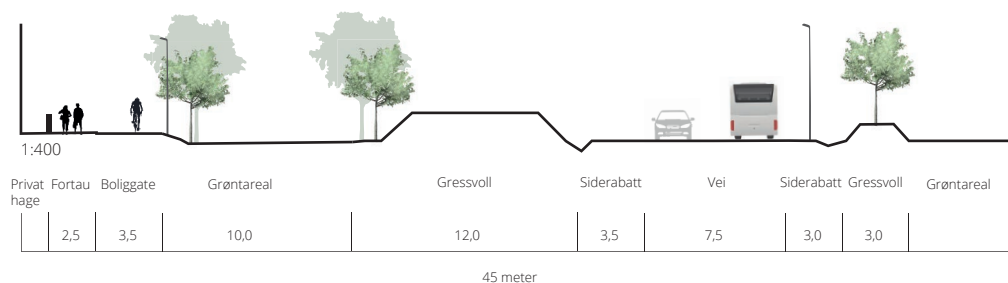 1:400
Privat hage Fortau Boliggate Grøntareal Gressvoll Siderabatt Vei Siderabatt Gressvoll Grøntareal
2,5 3,5 10,0 12,0 3,5 7,5 3,0 3,0
45 meter